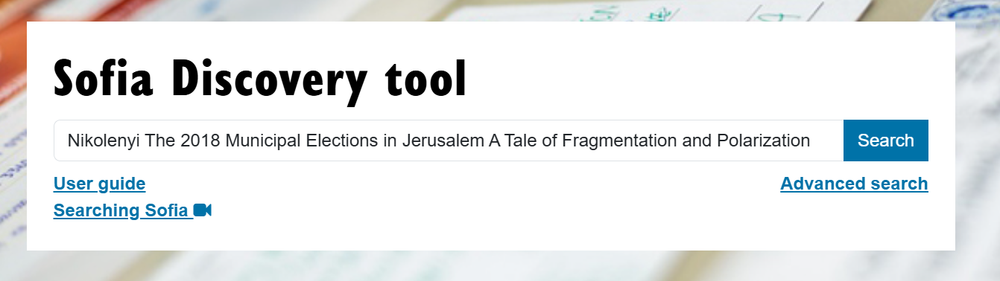 Sofia Discovery tool
Nikolenyi The 2018 Municipal Elections in Jerusalem A Tale of Fragmentation and Polarization
Search
User guide
Advanced search
Searching Sofia